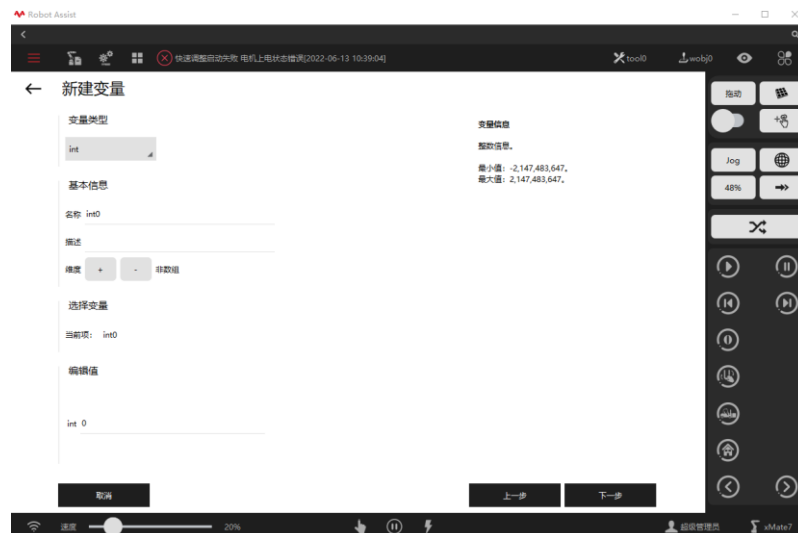 Robot Assist
快速调整启动失败 电机上电状态错误[2022-06-13 10:39:04]
tool0
wobj0
新建变量
拖动
变量类型
int
变量信息
整数信息。
最小值：-2,147,483,647。
最大值：2,147,483,647。
Jog
48%
基本信息
名称 int0
描述
维度 + - 非数组
选择变量
当前项： int0
编辑值
int 0
取消
上一步
下一步
速度
20%
超级管理员
xMate7